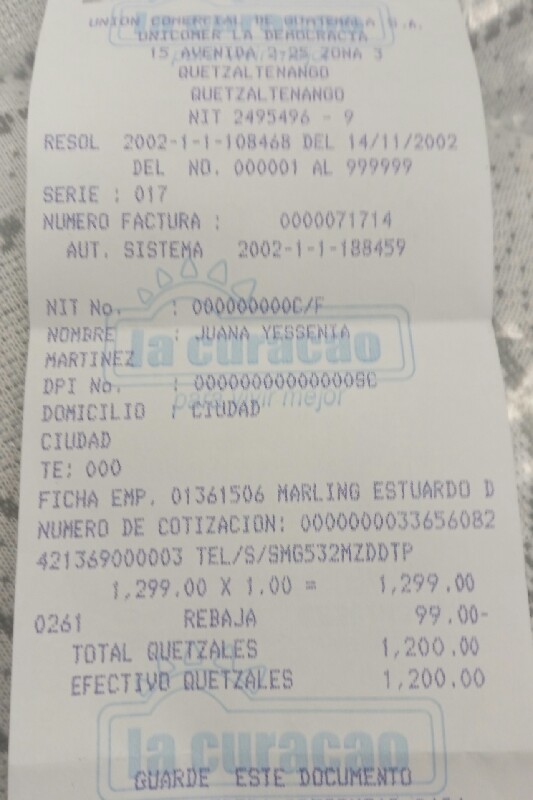 UNION COMERCIAL DE GUATEMALA S.A.
UNICOMER LA DEMOCRACIA
15 AVENIDA 2-25 ZONA 3
QUETZALTENANGO
QUETZALTENANGO
NIT 2495496 - 9
RESOL 2002-1-1-108468 DEL 14/11/2002
DEL NO. 000001 AL 999999
SERIE : 017
NUMERO FACTURA : 0000071714
AUT. SISTEMA 2002-1-1-188459
NIT No. : 000000000C/F
NOMBRE : JUANA YESSENIA
la curacao
MARTINEZ
DPI No. : 00000000000000SC
para vivir mejor
DOMICILIO : CIUDAD
CIUDAD
TE: 000
FICHA EMP. 01361506 MARLING ESTUARDO D
NUMERO DE COTIZACION: 0000000033656082
421369000003 TEL/S/SMG532MZDDTP
1,299.00 X 1.00 = 1,299.00
0261 REBAJA 99.00-
TOTAL QUETZALES 1,200.00
EFECTIVO QUETZALES 1,200.00
la curacao
GUARDE ESTE DOCUMENTO